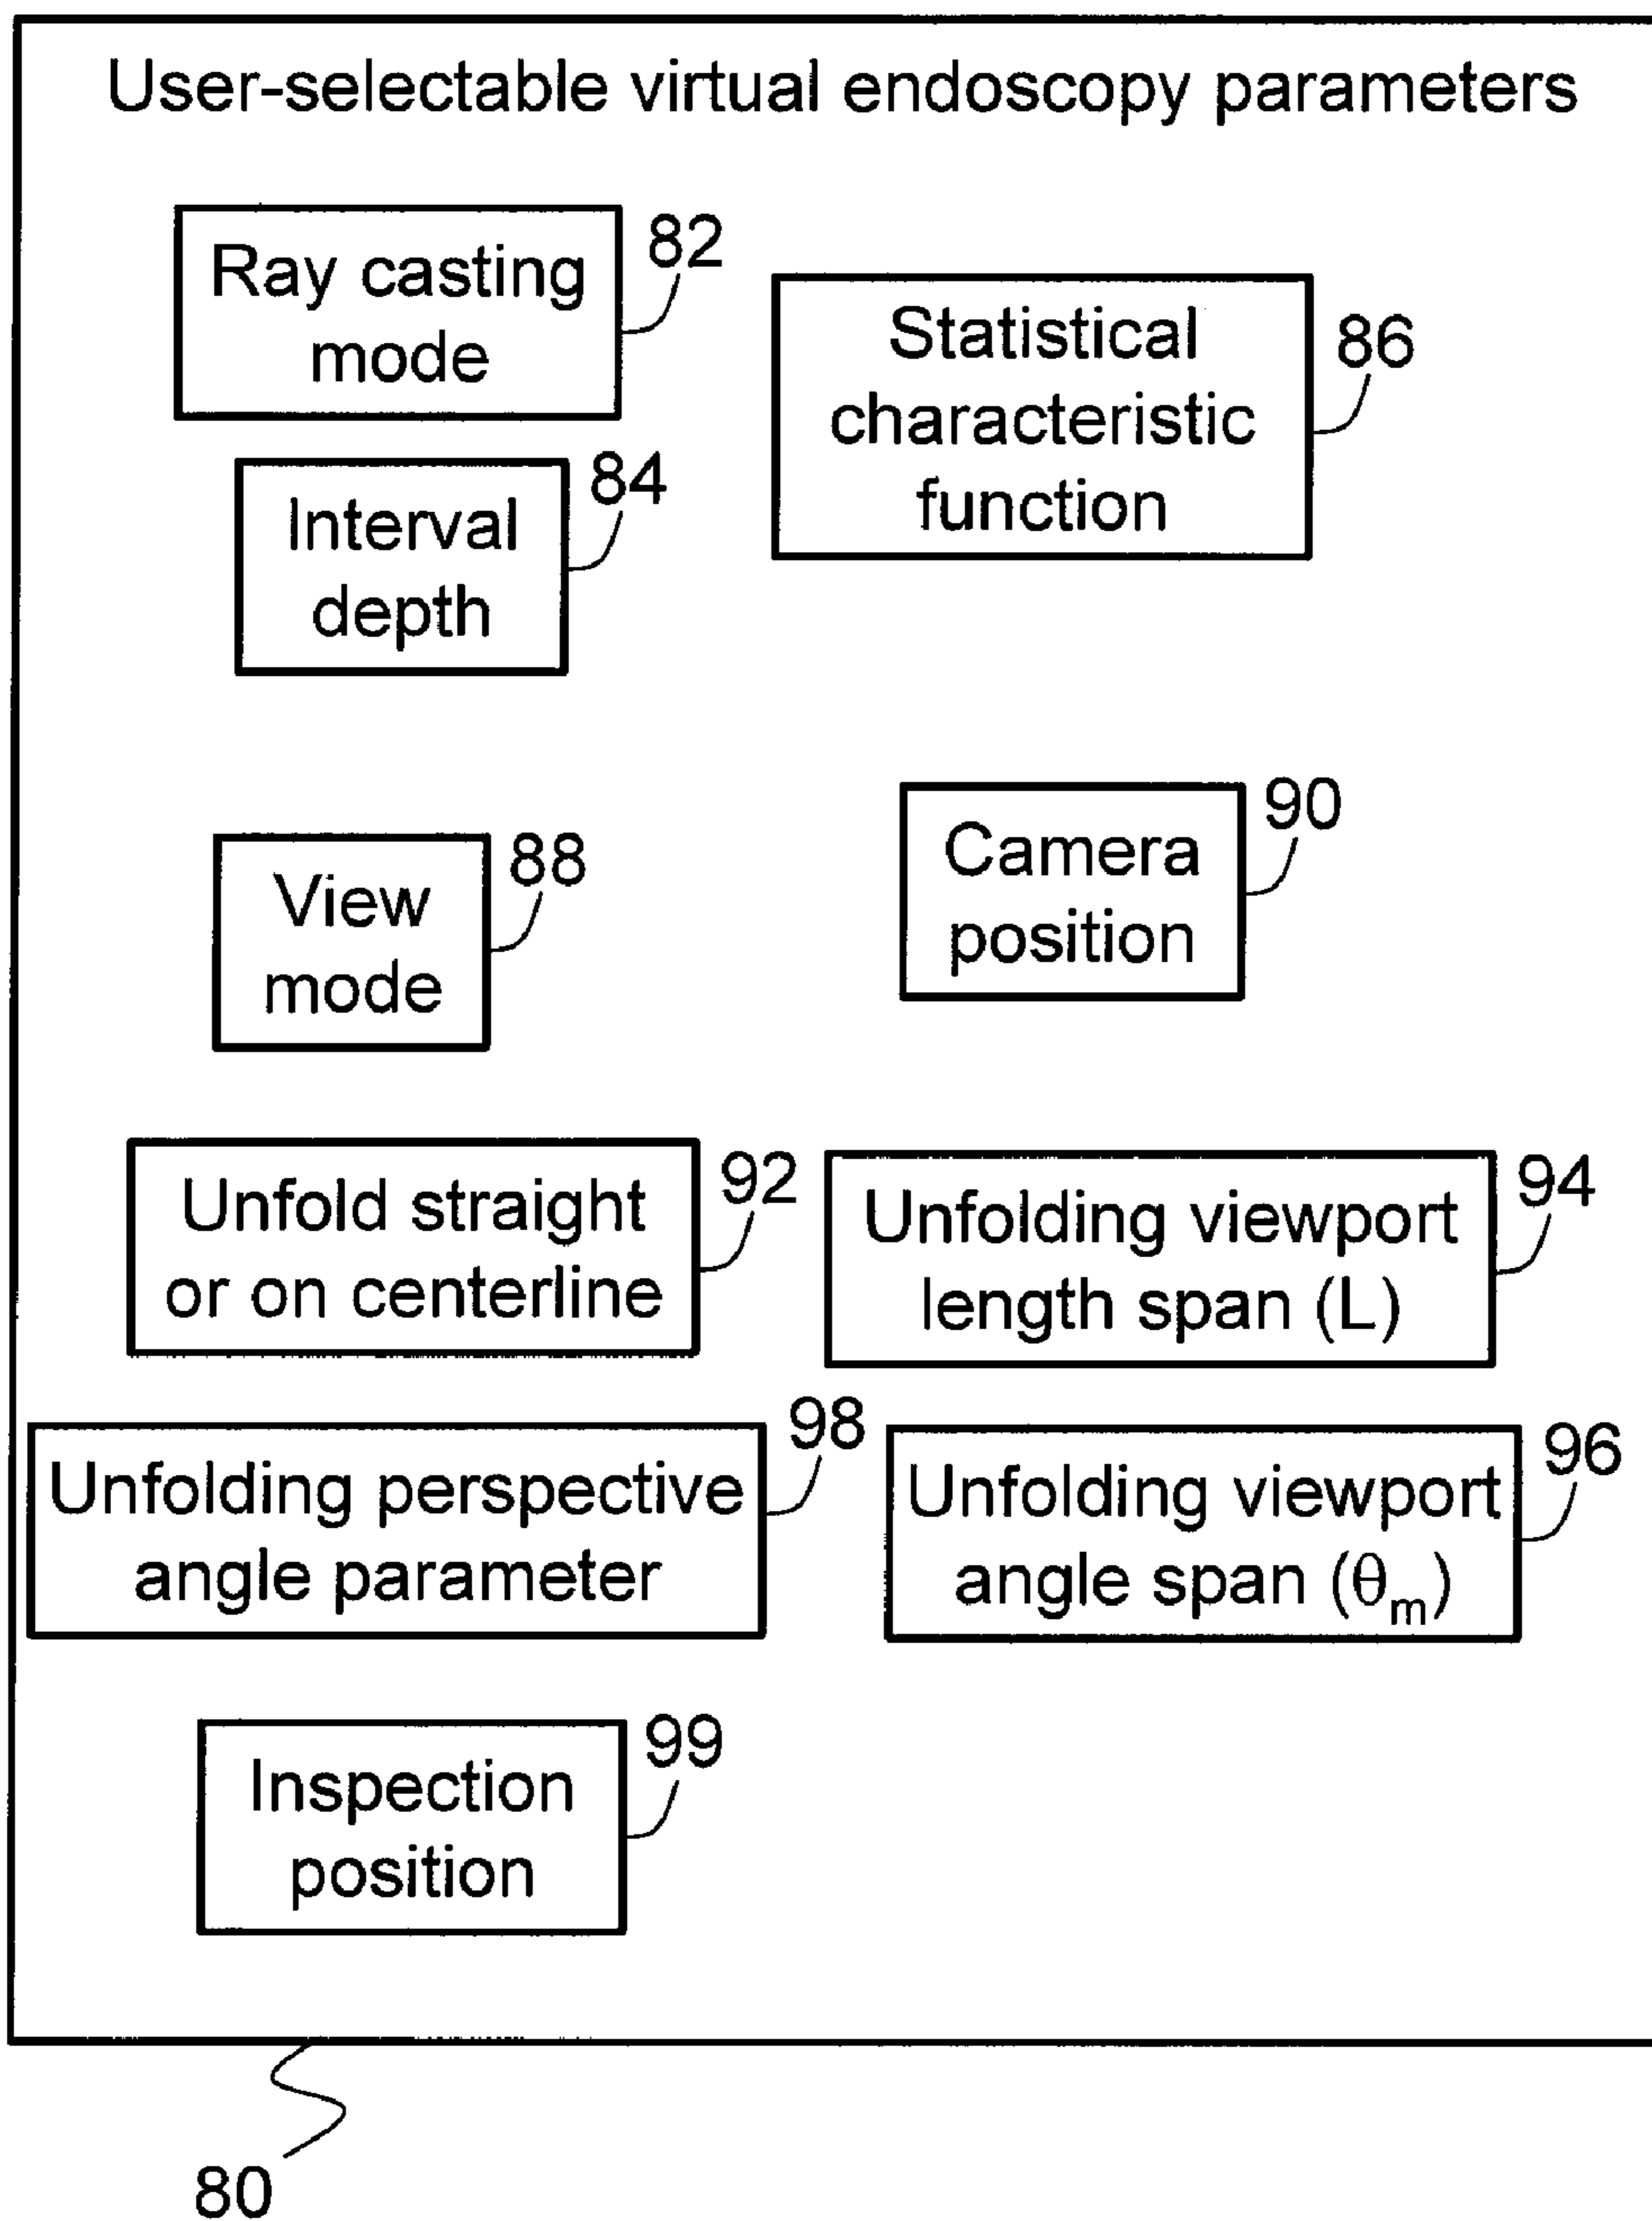 User-selectable virtual endoscopy parameters
Ray casting
mode
82
Statistical
characteristic
function
86
Interval
depth
84
View
mode
88
Camera
position
90
Unfold straight
or on centerline
92
Unfolding viewport
length span (L)
94
Unfolding perspective
angle parameter
98
Unfolding viewport
angle span (θm)
96
Inspection
position
99
80